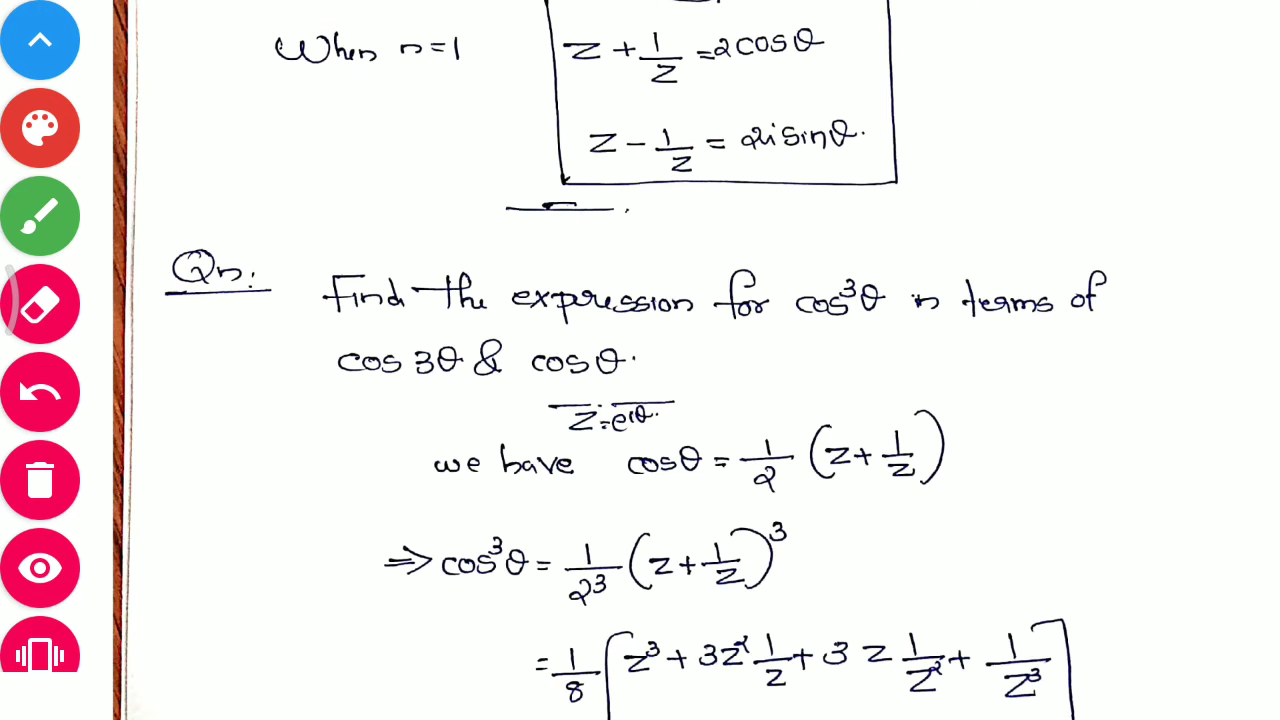 When n=1
z + 1/z = 2cosθ
z − 1/z = 2i sinθ.
Qn:
Find the expression for cos³θ in terms of
cos 3θ & cos θ.
z = e^{iθ}.
we have cosθ = 1/2 (z + 1/z)
⇒ cos³θ = 1/2³ (z + 1/z)³
= 1/8 [z³ + 3z² 1/z + 3 z 1/z² + 1/z³]